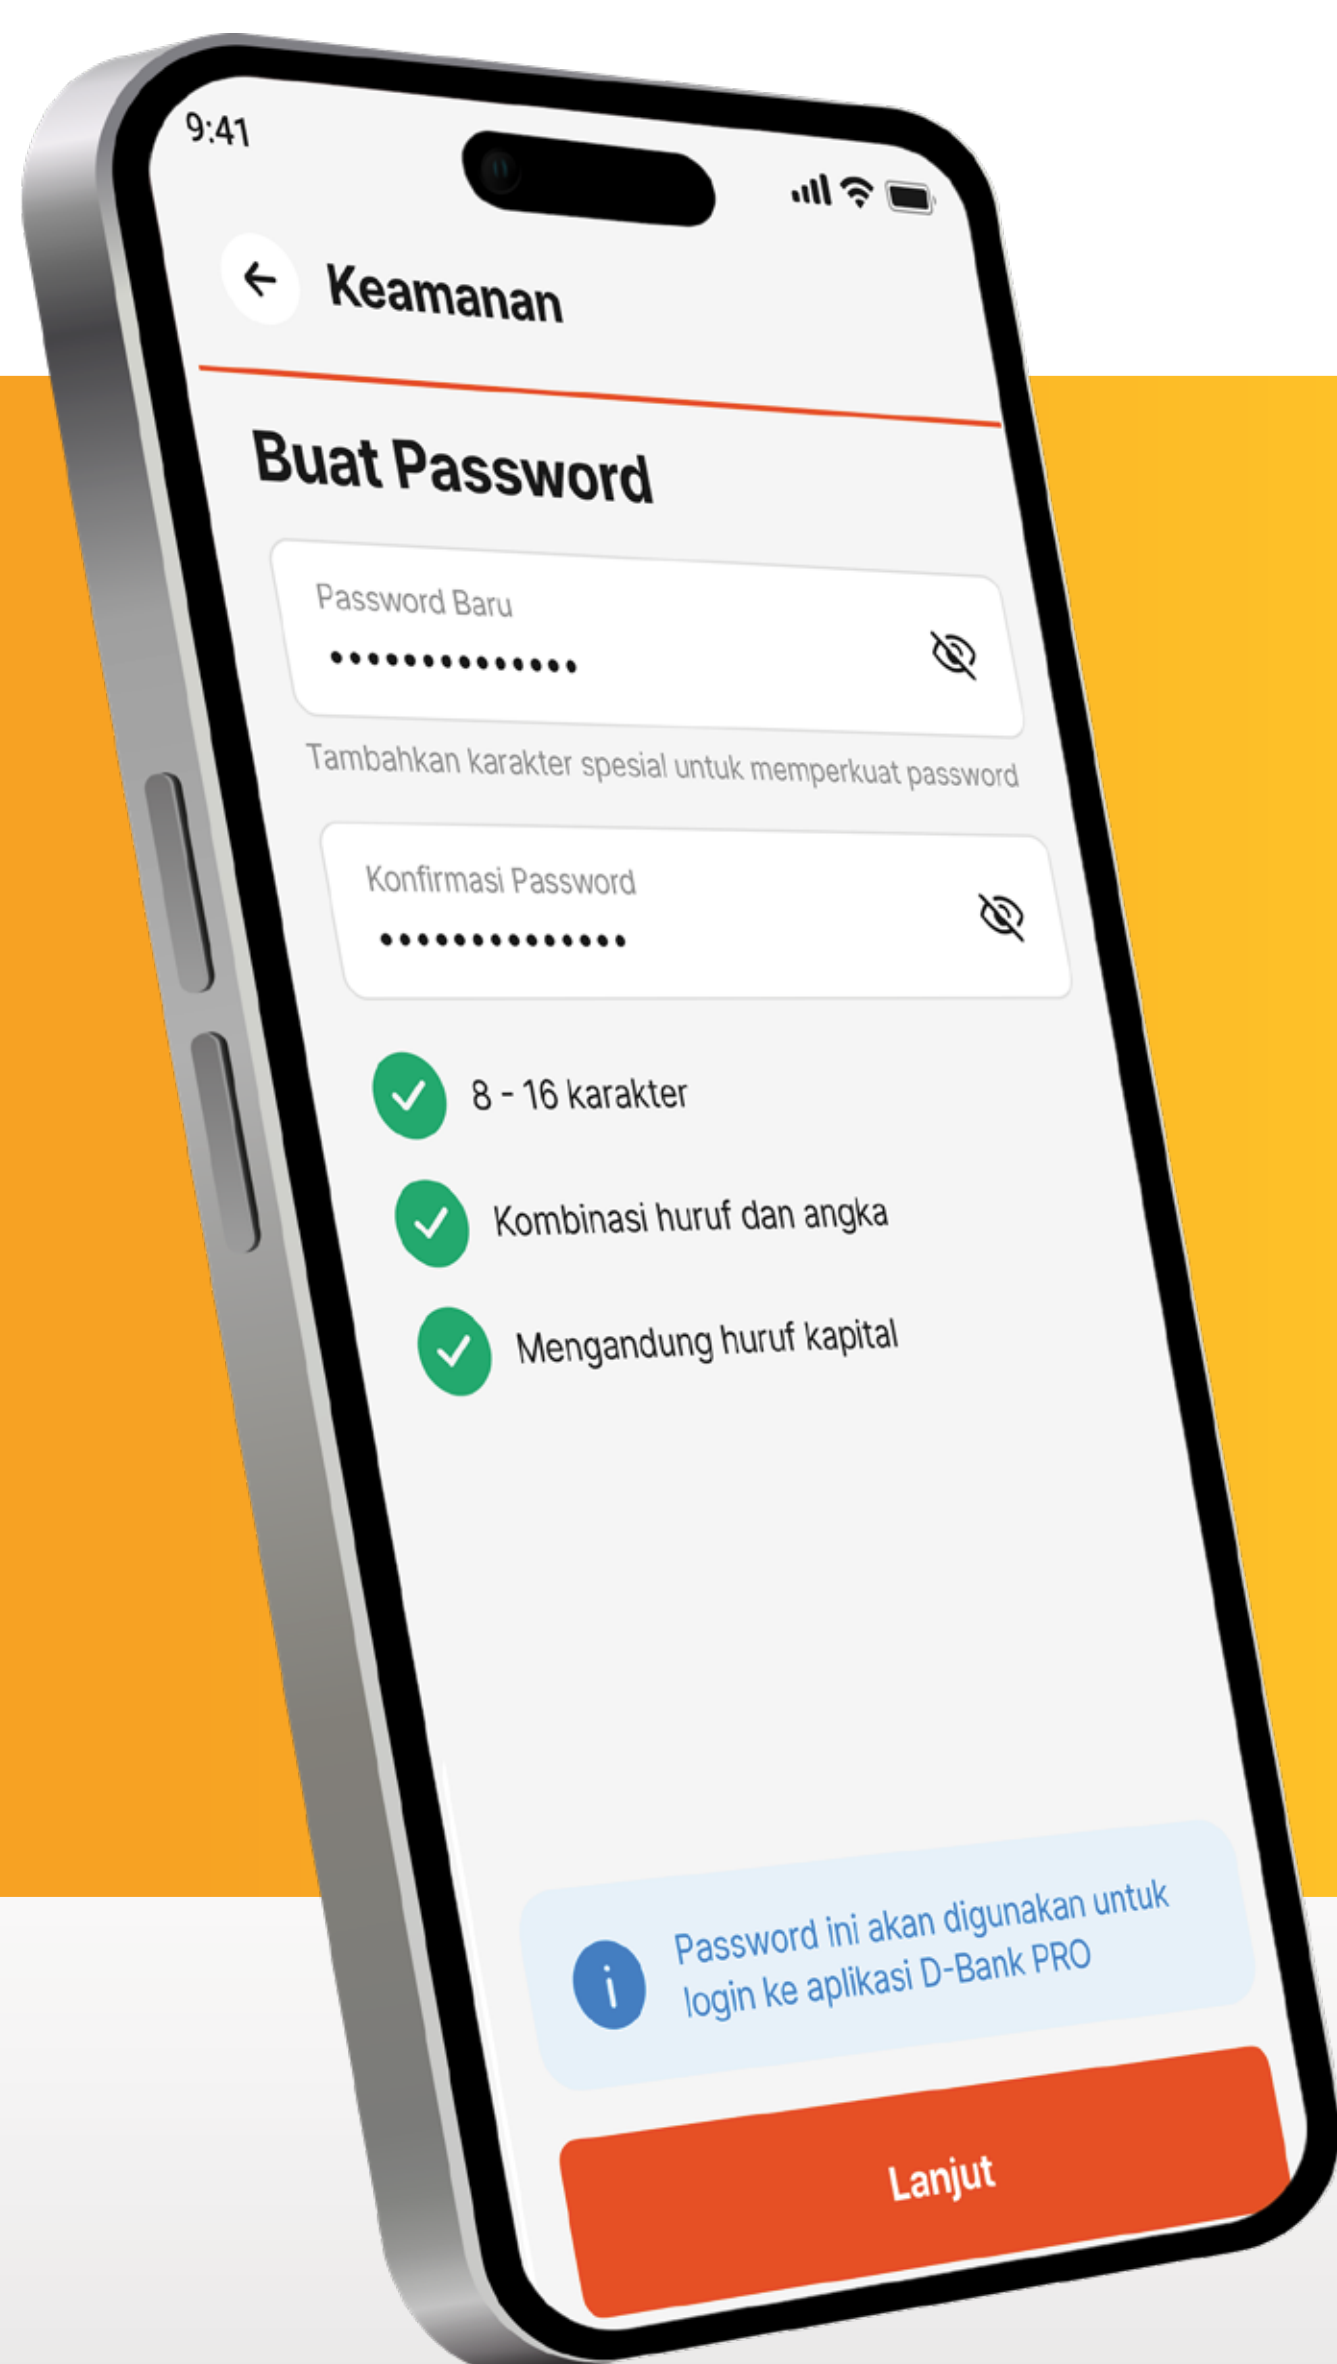 9:41
Keamanan
Buat Password
Password Baru
••••••••••••••
Tambahkan karakter spesial untuk memperkuat password
Konfirmasi Password
••••••••••••••
8 - 16 karakter
Kombinasi huruf dan angka
Mengandung huruf kapital
Password ini akan digunakan untuk
login ke aplikasi D-Bank PRO
Lanjut